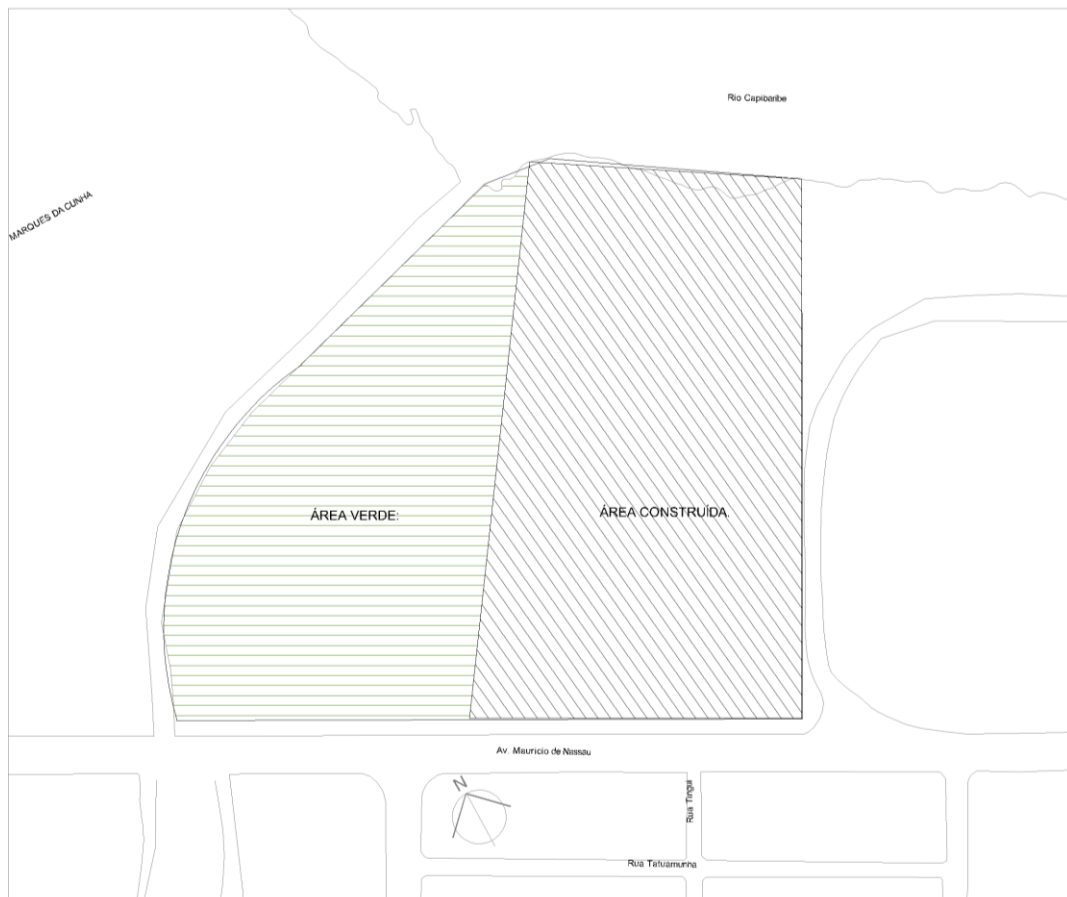 Rio Capibaribe
MARQUES DA CUNHA
ÁREA VERDE:
ÁREA CONSTRUÍDA.
Av. Mauricio de Nassau
N
Rua Tingui
Rua Tatuamunha